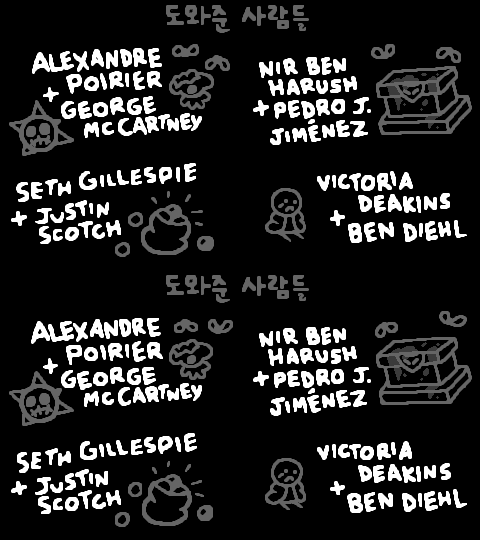 도와준 사람들
ALEXANDRE
POIRIER
+ GEORGE
MCCARTNEY
NIR BEN
HARUSH
+ PEDRO J.
JIMÉNEZ
SETH GILLESPIE
+ JUSTIN
SCOTCH
VICTORIA
DEAKINS
+ BEN DIEHL
도와준 사람들
ALEXANDRE
POIRIER
+ GEORGE
MCCARTNEY
NIR BEN
HARUSH
+ PEDRO J.
JIMÉNEZ
SETH GILLESPIE
+ JUSTIN
SCOTCH
VICTORIA
DEAKINS
+ BEN DIEHL